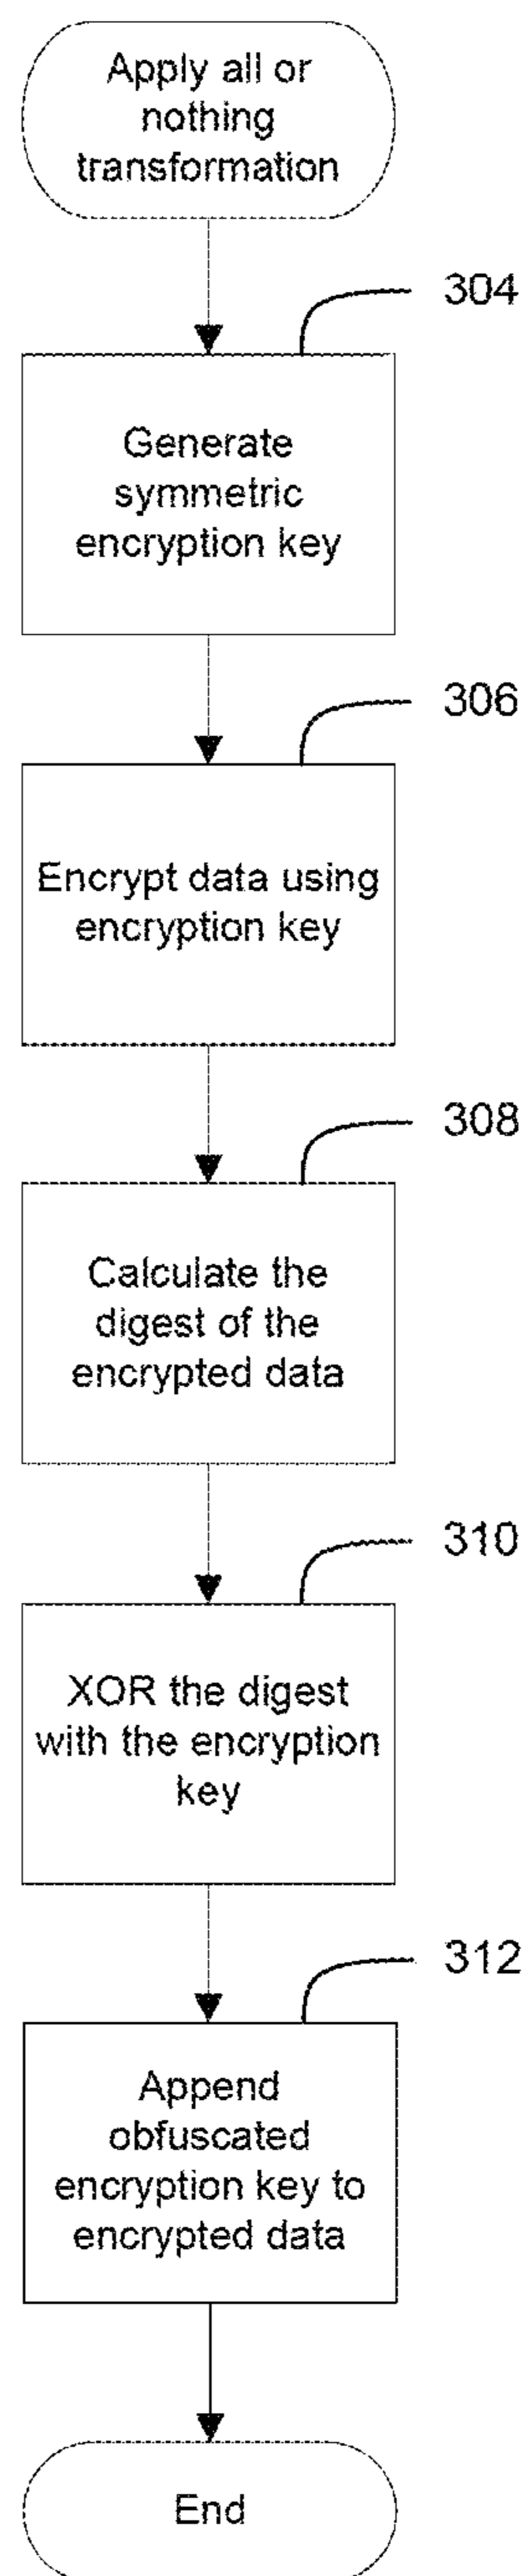 Apply all or
nothing
transformation
304
Generate
symmetric
encryption key
306
Encrypt data using
encryption key
308
Calculate the
digest of the
encrypted data
310
XOR the digest
with the encryption
key
312
Append
obfuscated
encryption key to
encrypted data
End